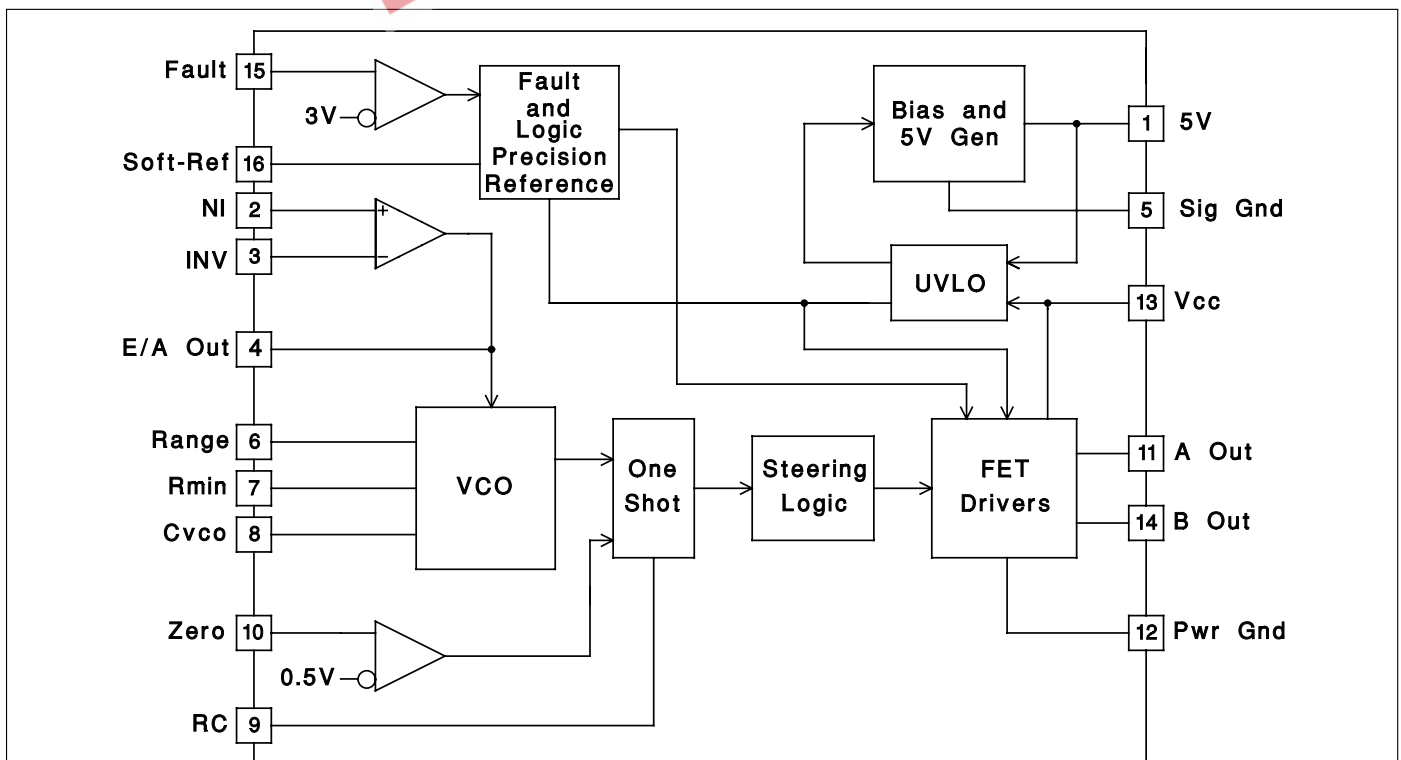 Fault 15
3V
Soft-Ref 16
NI 2
+
INV 3
−
E/A Out 4
Range 6
Rmin 7
Cvco 8
Zero 10
0.5V
RC 9
Fault
and
Logic
Precision
Reference
VCO
One
Shot
Steering
Logic
Bias and
5V Gen
UVLO
FET
Drivers
1 5V
5 Sig Gnd
13 Vcc
11 A Out
14 B Out
12 Pwr Gnd